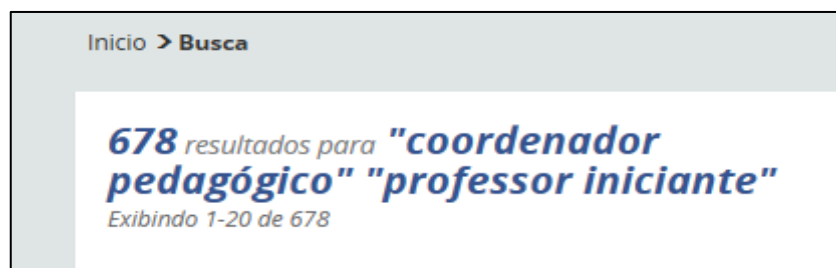 Inicio > Busca
678 resultados para "coordenador
pedagógico" "professor iniciante"
Exibindo 1-20 de 678